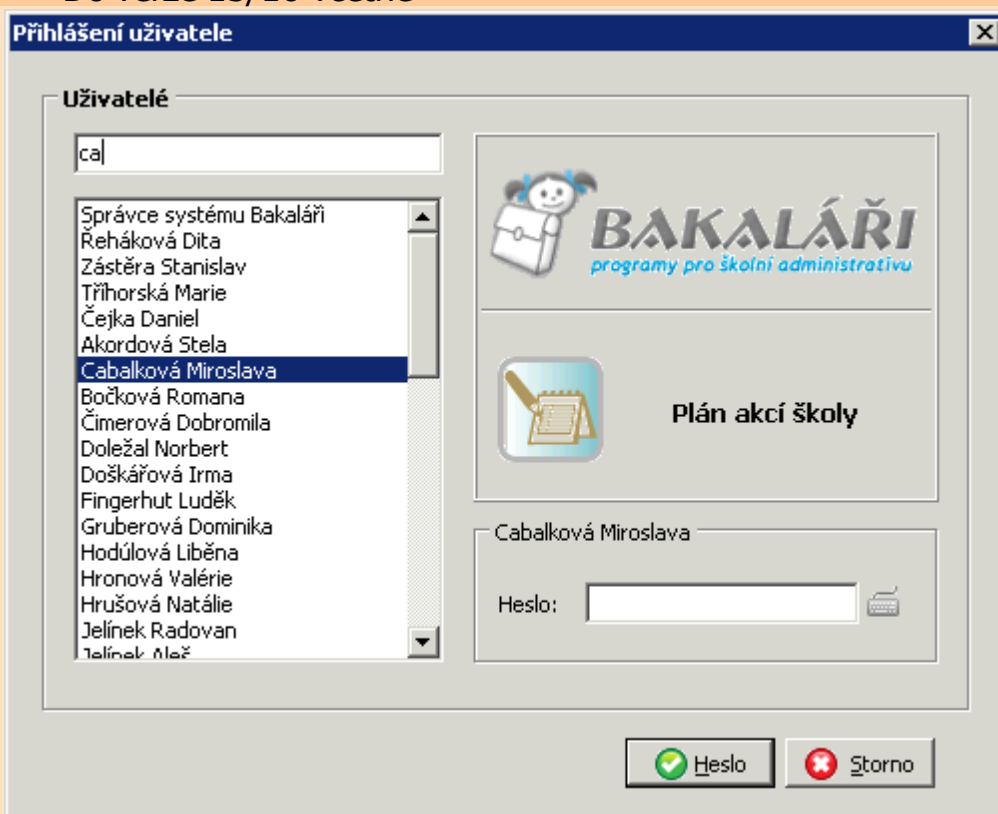 Přihlášení uživatele
Uživatelé
ca
Správce systému Bakaláři
Řeháková Dita
Zástěra Stanislav
Tříhorská Marie
Čejka Daniel
Akordová Stela
Cabalková Miroslava
Bočková Romana
Čimerová Dobromila
Doležal Norbert
Doškářová Irma
Fingerhut Luděk
Gruberová Dominika
Hodúlová Liběna
Hronová Valérie
Hrušová Natálie
Jelínek Radovan
Jelínek Aleš
BAKALÁŘI
programy pro školní administrativu
Plán akcí školy
Cabalková Miroslava
Heslo:
Heslo
Storno